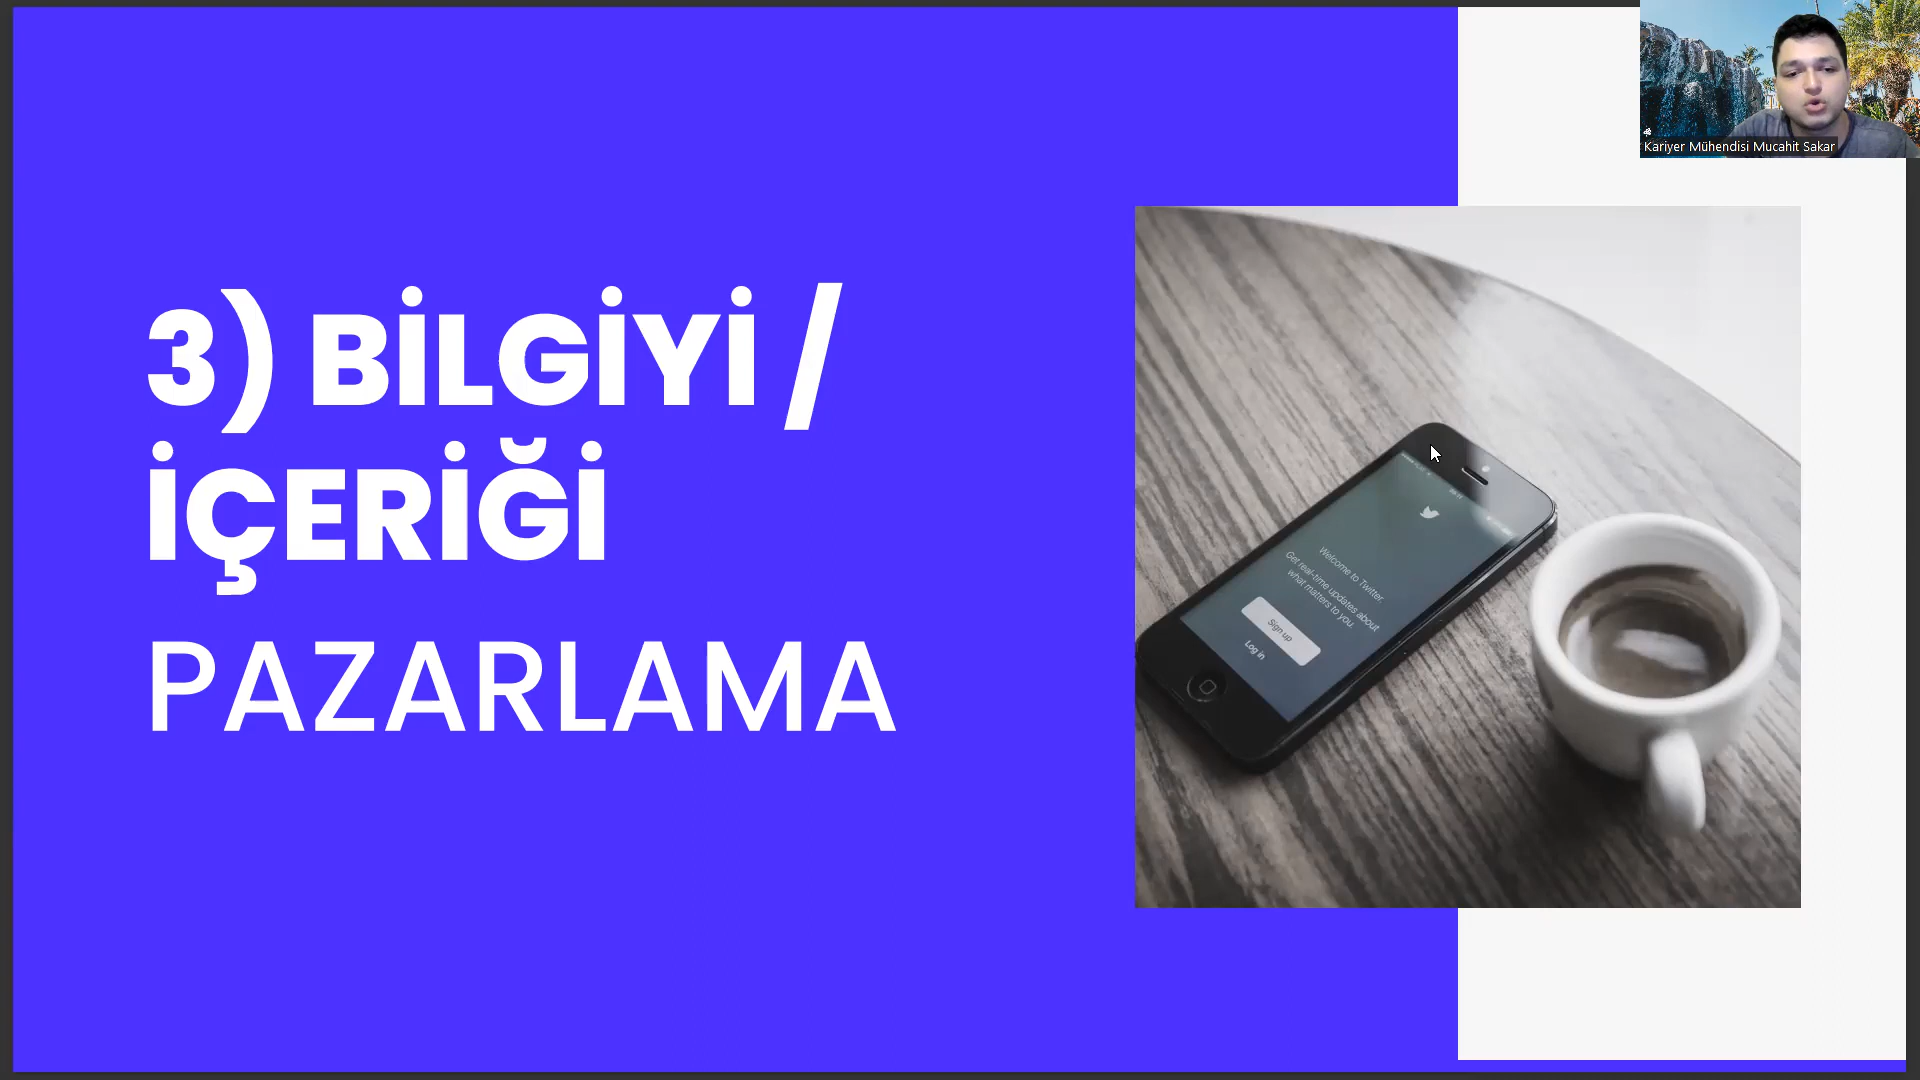 3) BİLGİYİ /
İÇERİĞİ
PAZARLAMA
Kariyer Mühendisi Mucahit Sakar
Welcome to Twitter.
Get real-time updates about
what matters to you.
Sign up
Log in